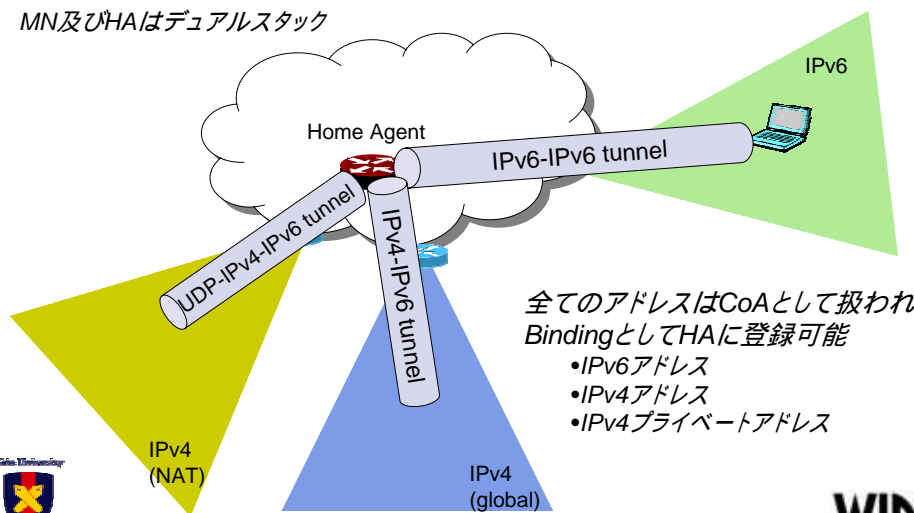 MN及びHAはデュアルスタック
IPv6
Home Agent
IPv6-IPv6 tunnel
UDP-IPv4-IPv6 tunnel
IPv4-IPv6 tunnel
全てのアドレスはCoAとして扱われ
BindingとしてHAに登録可能
•IPv6アドレス
•IPv4アドレス
•IPv4プライベートアドレス
IPv4
(NAT)
IPv4
(global)